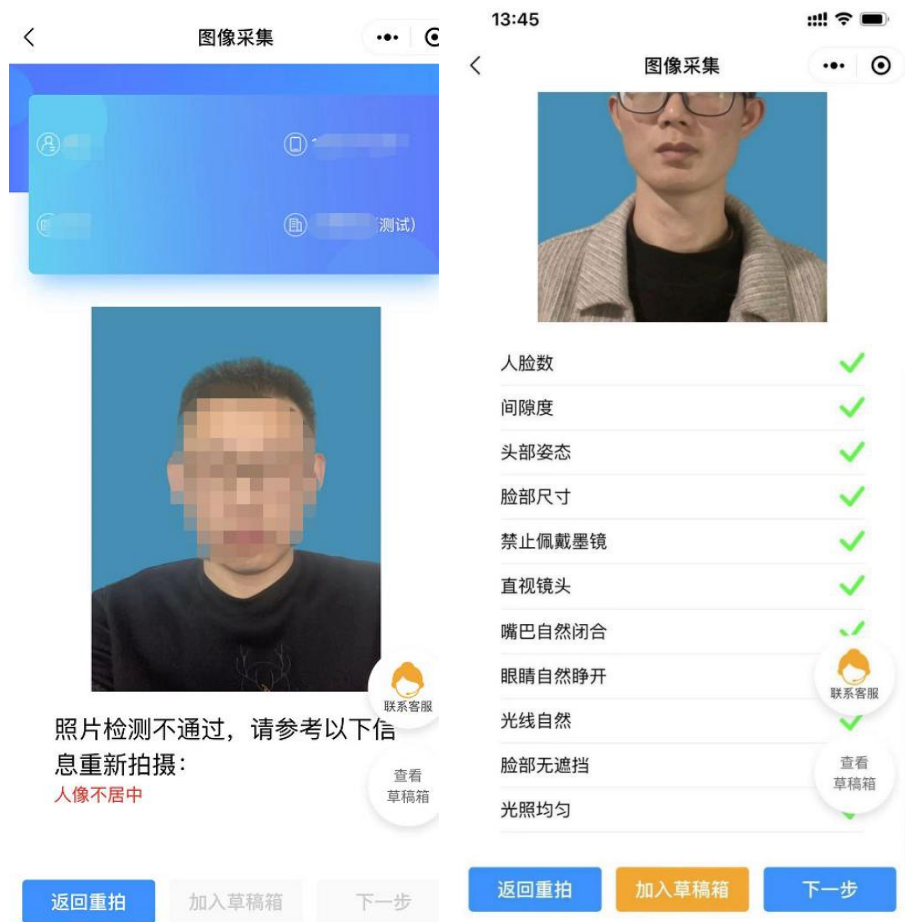 图像采集
测试）
照片检测不通过，请参考以下信
息重新拍摄：
人像不居中
联系客服
查看
草稿箱
返回重拍
加入草稿箱
下一步
13:45
图像采集
人脸数
间隙度
头部姿态
脸部尺寸
禁止佩戴墨镜
直视镜头
嘴巴自然闭合
眼睛自然睁开
光线自然
脸部无遮挡
光照均匀
联系客服
查看
草稿箱
返回重拍
加入草稿箱
下一步